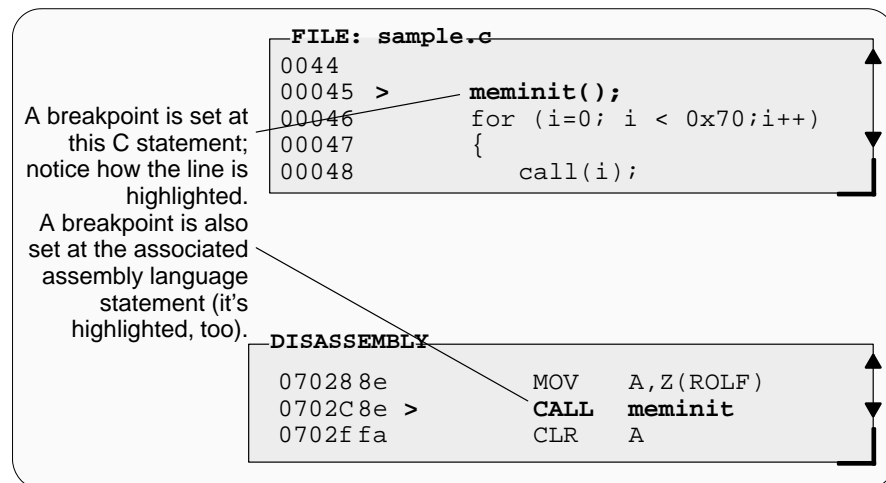 FILE: sample.c
0044
00045 > meminit();
00046 for (i=0; i < 0x70;i++)
00047 {
00048 call(i);
A breakpoint is set at
this C statement;
notice how the line is
highlighted.
A breakpoint is also
set at the associated
assembly language
statement (it's
highlighted, too).
DISASSEMBLY
07028 8e MOV A,Z(ROLF)
0702C 8e > CALL meminit
0702f fa CLR A